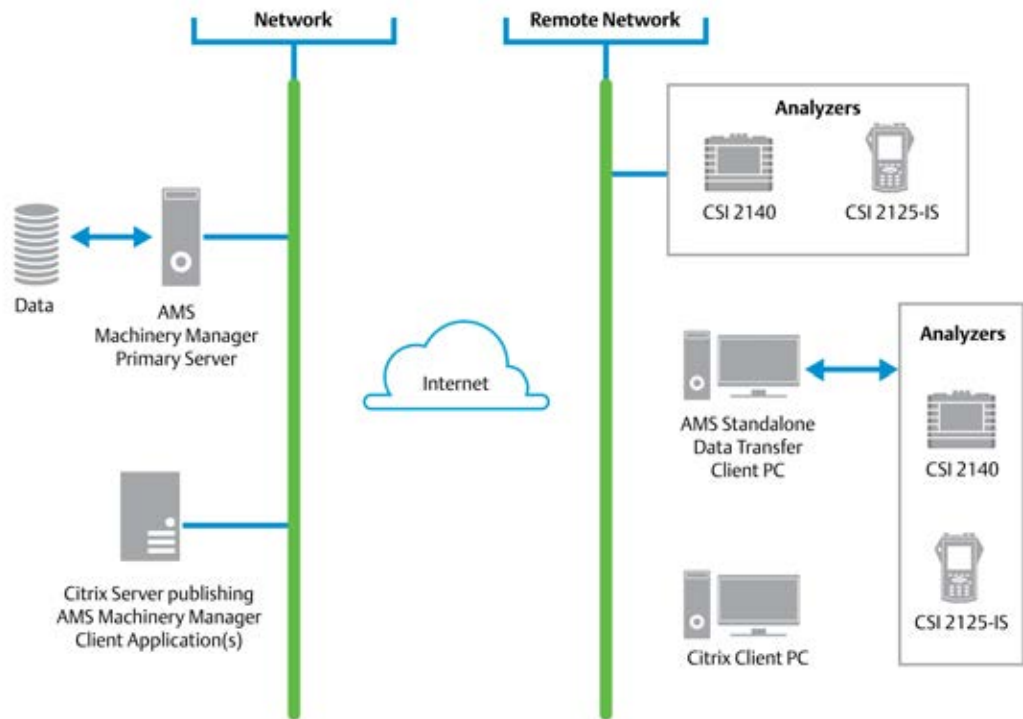 Network
Remote Network
Analyzers
CSI 2140
CSI 2125-IS
Data
AMS
Machinery Manager
Primary Server
Internet
AMS Standalone
Data Transfer
Client PC
Analyzers
CSI 2140
CSI 2125-IS
Citrix Server publishing
AMS Machinery Manager
Client Application(s)
Citrix Client PC